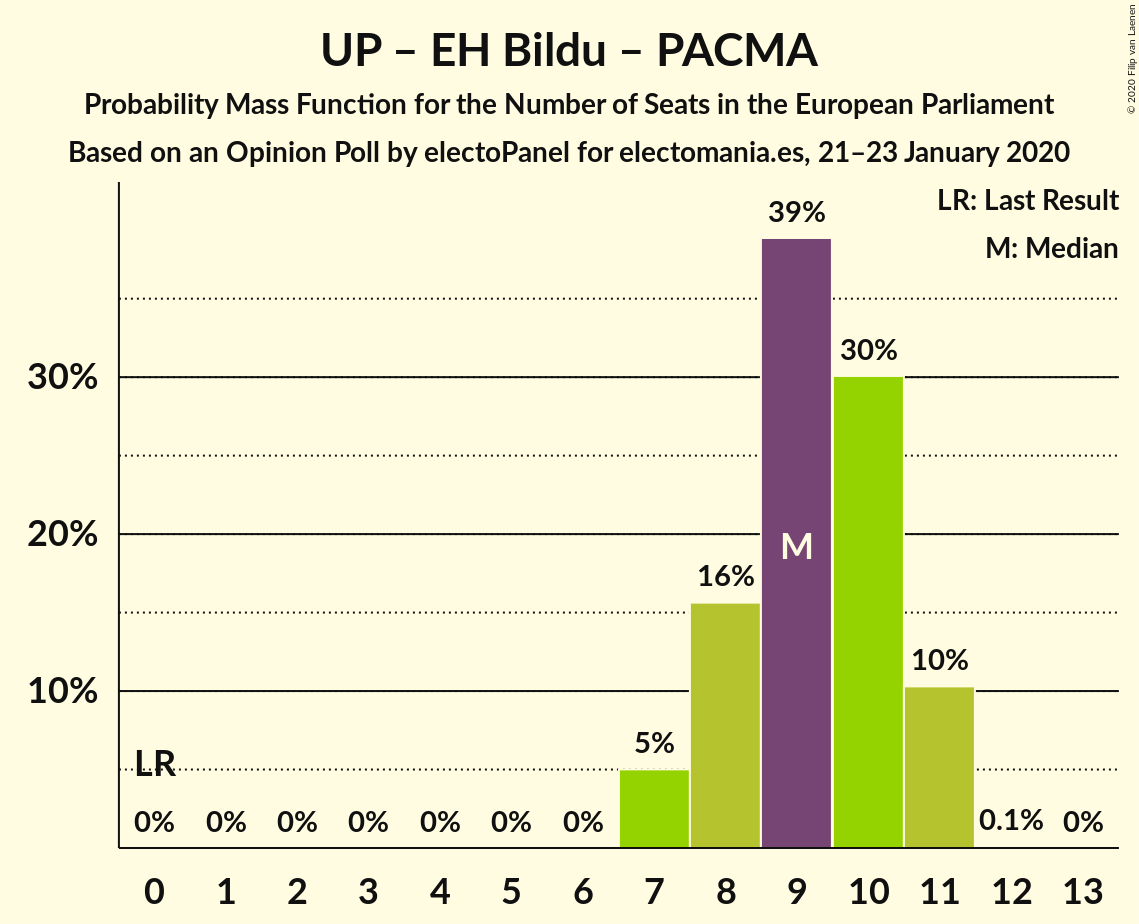 UP – EH Bildu – PACMA
Probability Mass Function for the Number of Seats in the European Parliament
Based on an Opinion Poll by electoPanel for electomania.es, 21–23 January 2020
© 2020 Filip van Laenen
LR: Last Result
M: Median
39%
30%
30%
20%
M
16%
10%
10%
5%
LR
0% 0% 0% 0% 0% 0% 0% 0.1% 0%
0 1 2 3 4 5 6 7 8 9 10 11 12 13